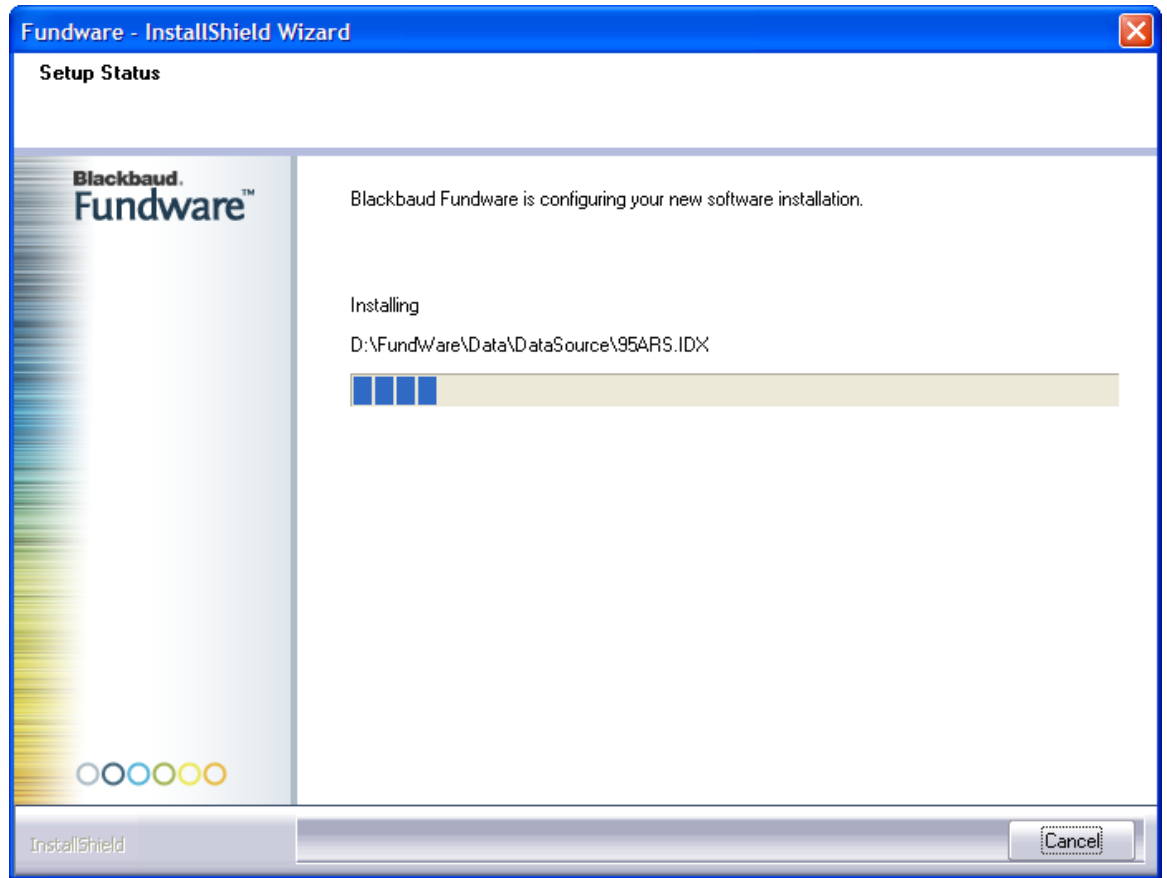 Fundware - InstallShield Wizard
Setup Status
Blackbaud.
Fundware™
Blackbaud Fundware is configuring your new software installation.
Installing
D:\FundWare\Data\DataSource\95ARS.IDX
InstallShield
Cancel